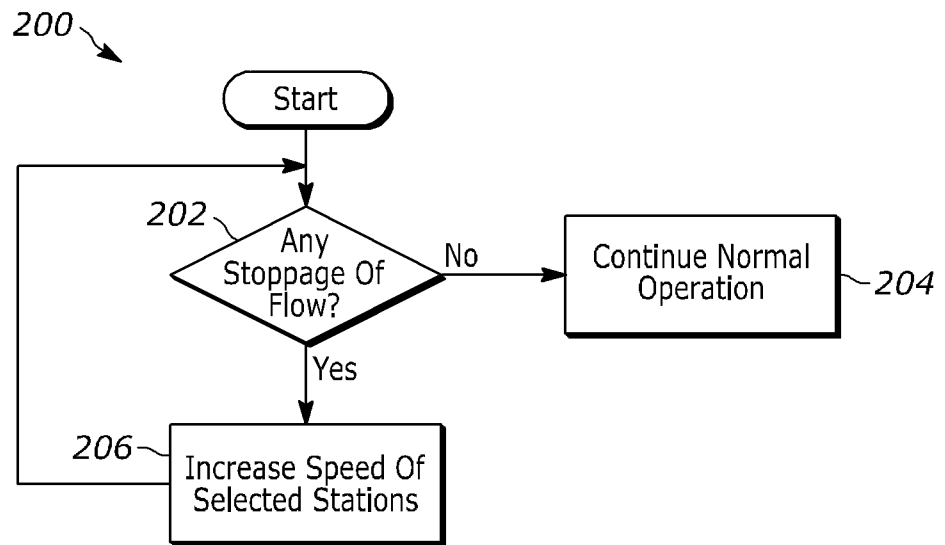 200
Start
202
Any
Stoppage Of
Flow?
No
Continue Normal
Operation
204
Yes
206
Increase Speed Of
Selected Stations